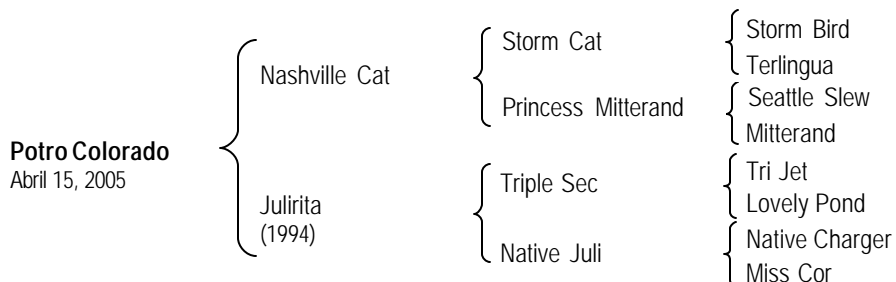 Potro Colorado
Abril 15, 2005
Nashville Cat
Julirita
(1994)
Storm Cat
Princess Mitterand
Triple Sec
Native Juli
Storm Bird
Terlingua
Seattle Slew
Mitterand
Tri Jet
Lovely Pond
Native Charger
Miss Cor